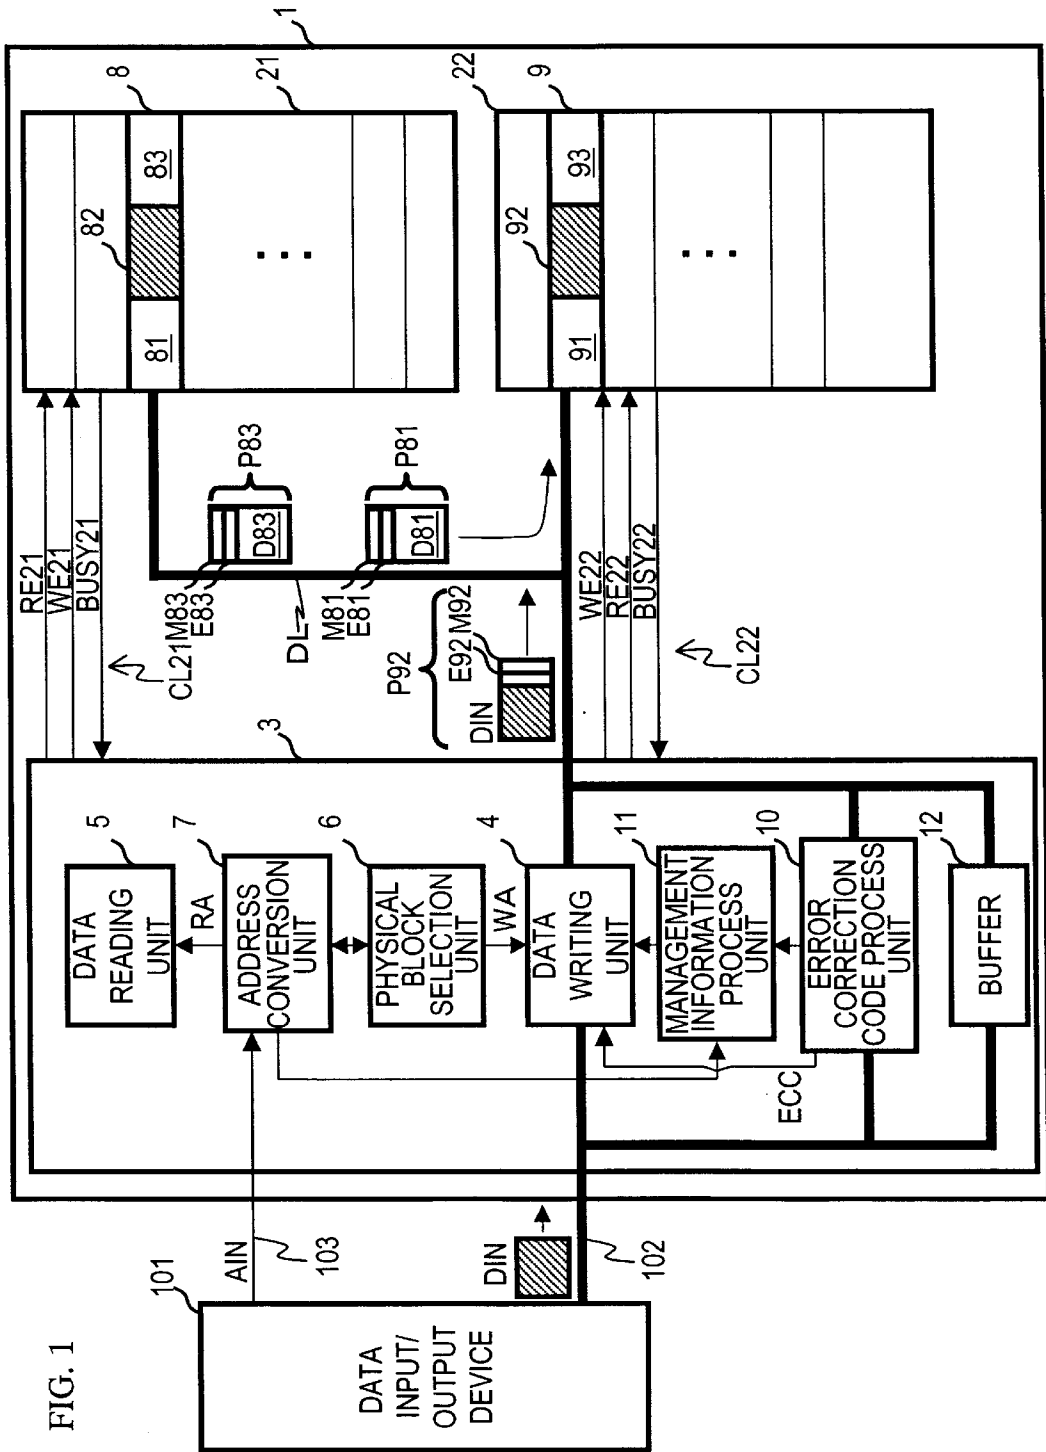 FIG. 1
101
DATA
INPUT/
OUTPUT
DEVICE
AIN
103
DIN
102
1
3
DATA
READING
UNIT
5
RA
ADDRESS
CONVERSION
UNIT
7
PHYSICAL
BLOCK
SELECTION
UNIT
6
WA
DATA
WRITING
UNIT
4
MANAGEMENT
INFORMATION
PROCESS
UNIT
11
ERROR
CORRECTION
CODE PROCESS
UNIT
10
ECC
BUFFER
12
RE21
WE21
BUSY21
CL21
M83
E83
D83
P83
M81
E81
D81
P81
DL
P92
DIN
E92
M92
WE22
RE22
BUSY22
CL22
81
82
83
8
21
91
92
93
22
9